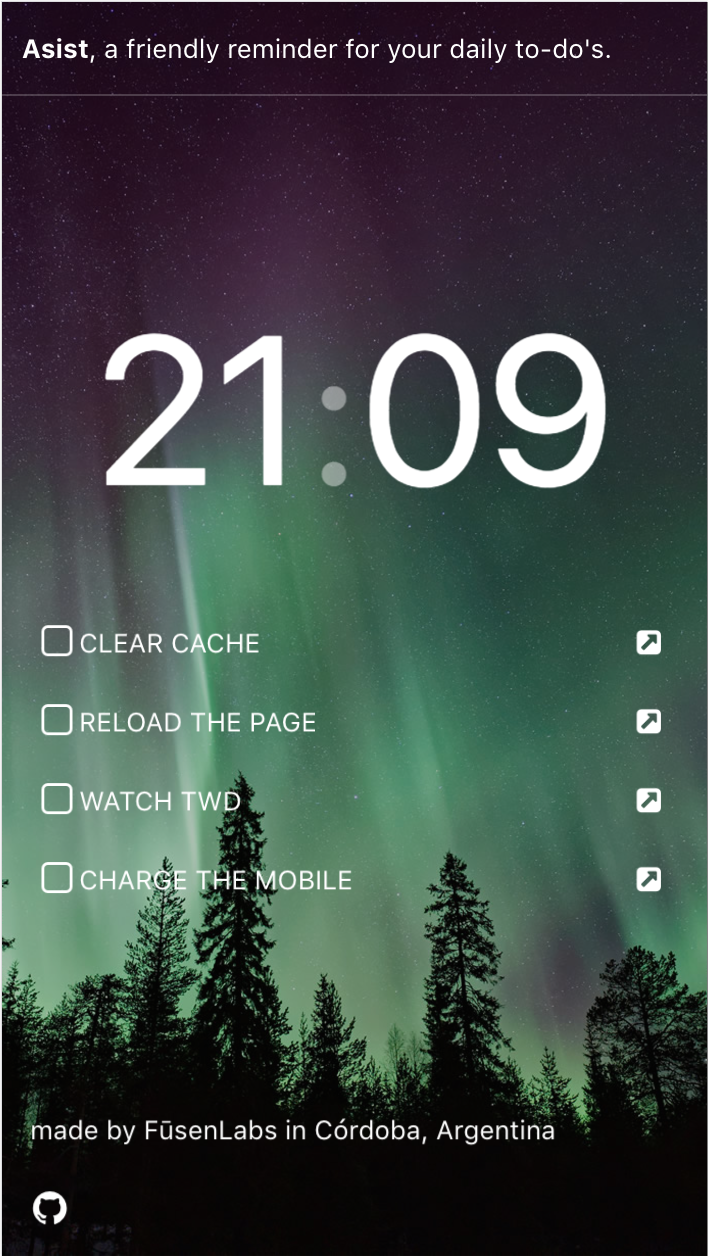 Asist, a friendly reminder for your daily to-do's.
21:09
CLEAR CACHE
RELOAD THE PAGE
WATCH TWD
CHARGE THE MOBILE
made by FūsenLabs in Córdoba, Argentina